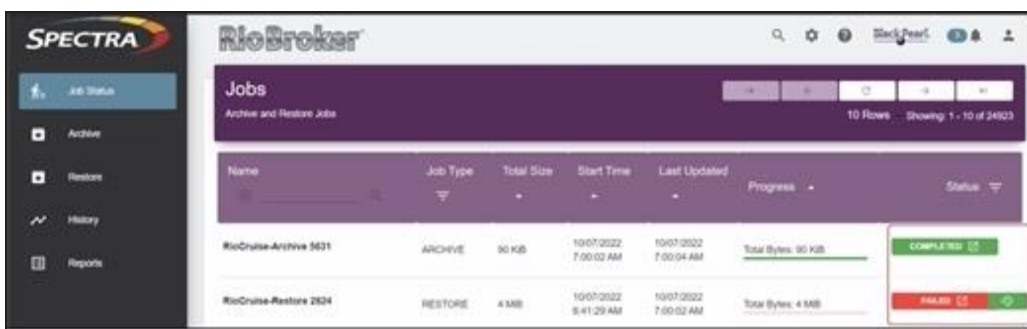 SPECTRA
RioBroker
BlackPearl
Job Status
Archive
Restore
History
Reports
Jobs
Archive and Restore Jobs
10 Rows Showing: 1 - 10 of 24923
Name Job Type Total Size Start Time Last Updated Progress Status
RioCruise-Archive 5631 ARCHIVE 90 KiB 10/07/2022 7:00:02 AM 10/07/2022 7:00:04 AM Total Bytes: 90 KiB COMPLETED
RioCruise-Restore 2824 RESTORE 4 MiB 10/07/2022 6:41:29 AM 10/07/2022 7:00:02 AM Total Bytes: 4 MiB FAILED